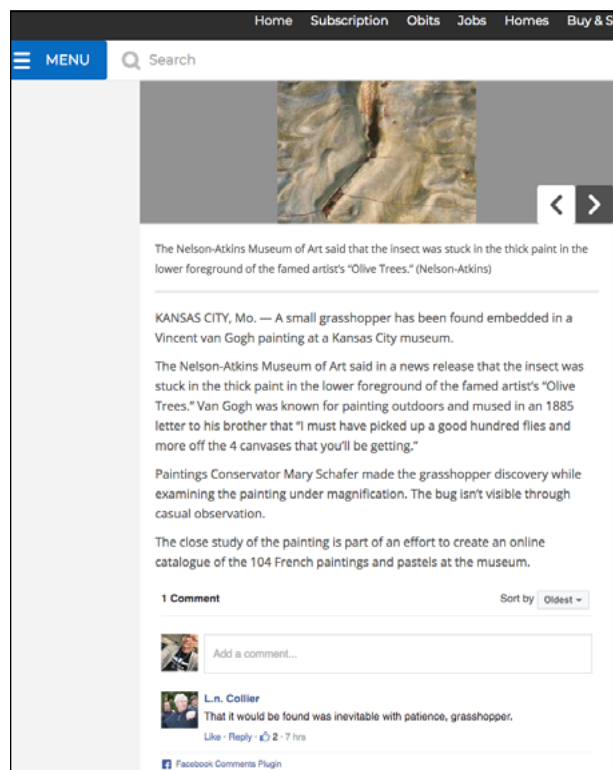 Home Subscription Obits Jobs Homes Buy & S
MENU Search
The Nelson-Atkins Museum of Art said that the insect was stuck in the thick paint in the
lower foreground of the famed artist's "Olive Trees." (Nelson-Atkins)
KANSAS CITY, Mo. — A small grasshopper has been found embedded in a
Vincent van Gogh painting at a Kansas City museum.
The Nelson-Atkins Museum of Art said in a news release that the insect was
stuck in the thick paint in the lower foreground of the famed artist's "Olive
Trees." Van Gogh was known for painting outdoors and mused in an 1885
letter to his brother that "I must have picked up a good hundred flies and
more off the 4 canvases that you'll be getting."
Paintings Conservator Mary Schafer made the grasshopper discovery while
examining the painting under magnification. The bug isn't visible through
casual observation.
The close study of the painting is part of an effort to create an online
catalogue of the 104 French paintings and pastels at the museum.
1 Comment Sort by Oldest
Add a comment...
L.n. Collier
That it would be found was inevitable with patience, grasshopper.
Like · Reply · 2 · 7 hrs
Facebook Comments Plugin